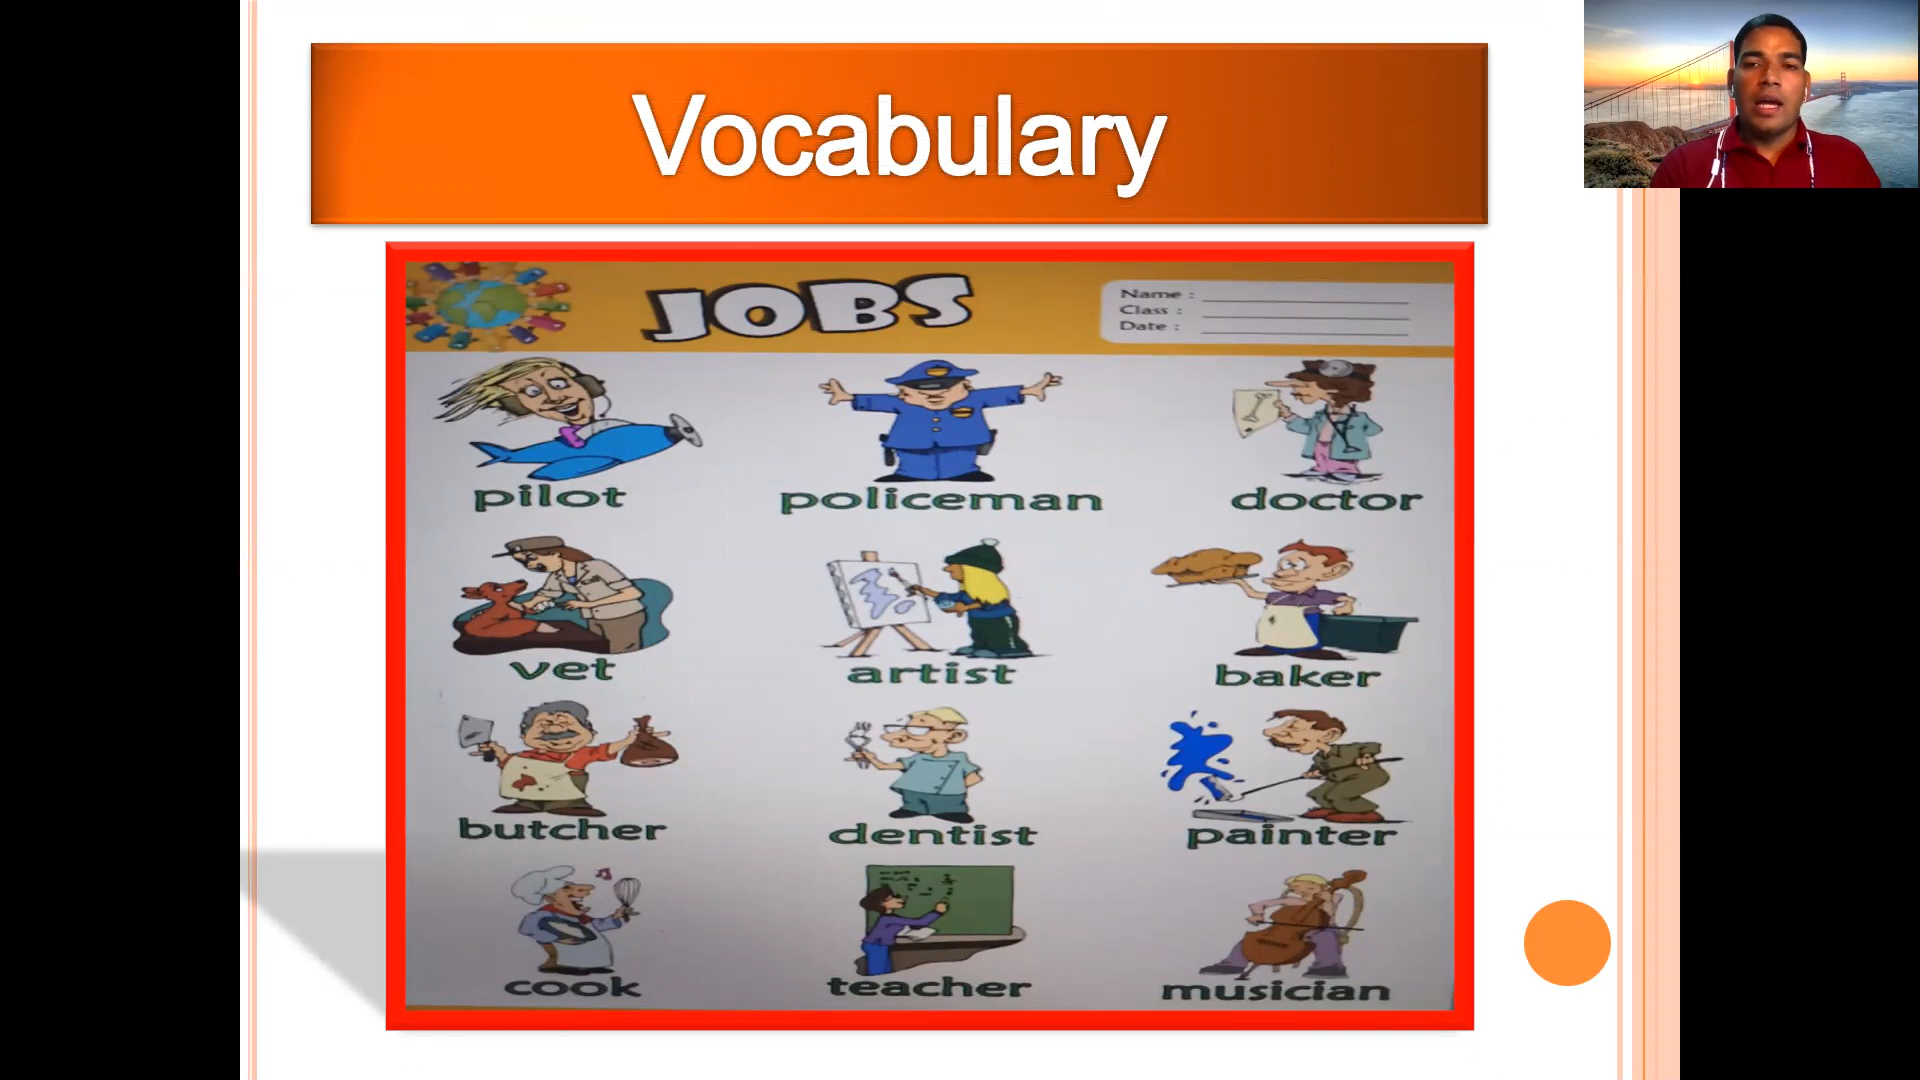 Vocabulary
JOBS
Name :
Class :
Date :
pilot policeman doctor
vet artist baker
butcher dentist painter
cook teacher musician